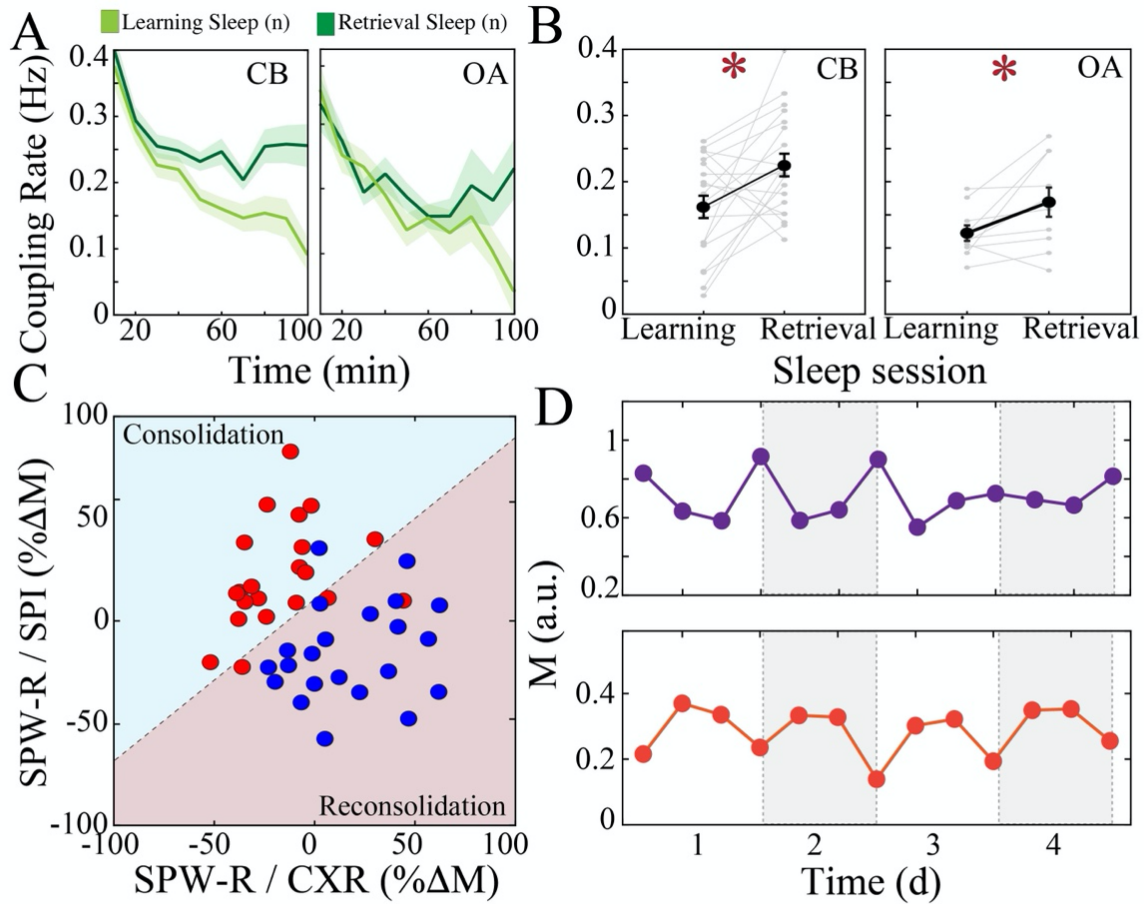 A
Learning Sleep (n)
Retrieval Sleep (n)
CB
OA
0.4
0.3
0.2
0.1
0
Coupling Rate (Hz)
20 60 100 20 60 100
Time (min)
B
* CB
* OA
0.4
0.3
0.2
0.1
0
Learning Retrieval Learning Retrieval
Sleep session
C
100
50
0
-50
-100
SPW-R / SPI (%ΔM)
Consolidation
Reconsolidation
-100 -50 0 50 100
SPW-R / CXR (%ΔM)
D
1
0.6
0.2
0.4
0.2
0
M (a.u.)
1 2 3 4
Time (d)